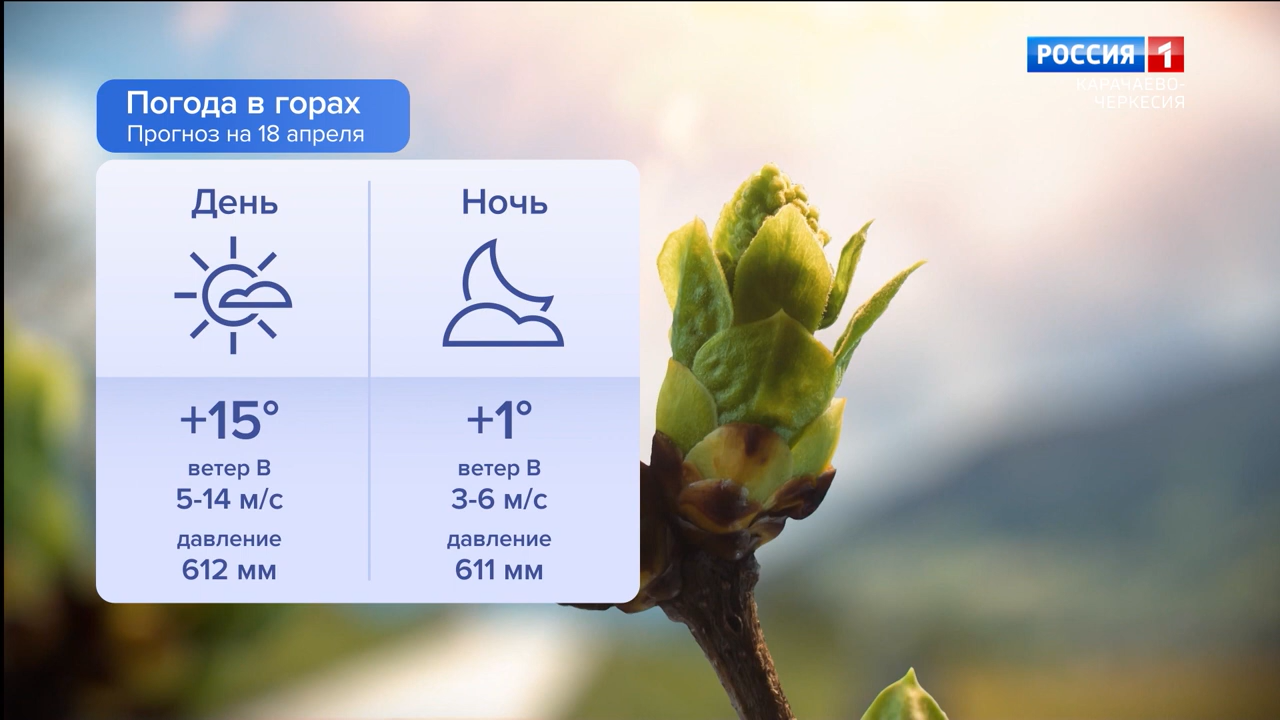 РОССИЯ 1
КАРАЧАЕВО-
ЧЕРКЕСИЯ
Погода в горах
Прогноз на 18 апреля
День
Ночь
+15°
+1°
ветер В
ветер В
5-14 м/с
3-6 м/с
давление
давление
612 мм
611 мм